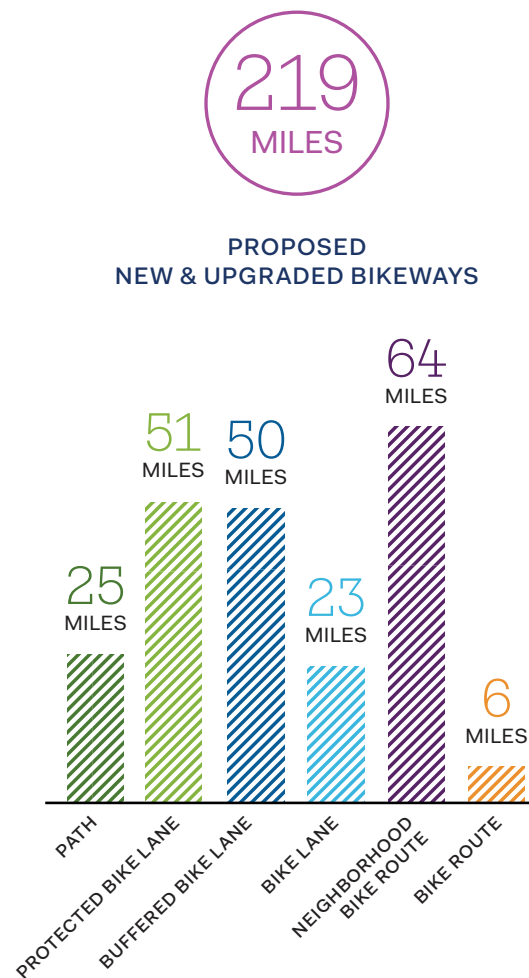 219
MILES
PROPOSED
NEW & UPGRADED BIKEWAYS
25
MILES
51
MILES
50
MILES
23
MILES
64
MILES
6
MILES
PATH
PROTECTED BIKE LANE
BUFFERED BIKE LANE
BIKE LANE
NEIGHBORHOOD
BIKE ROUTE
BIKE ROUTE